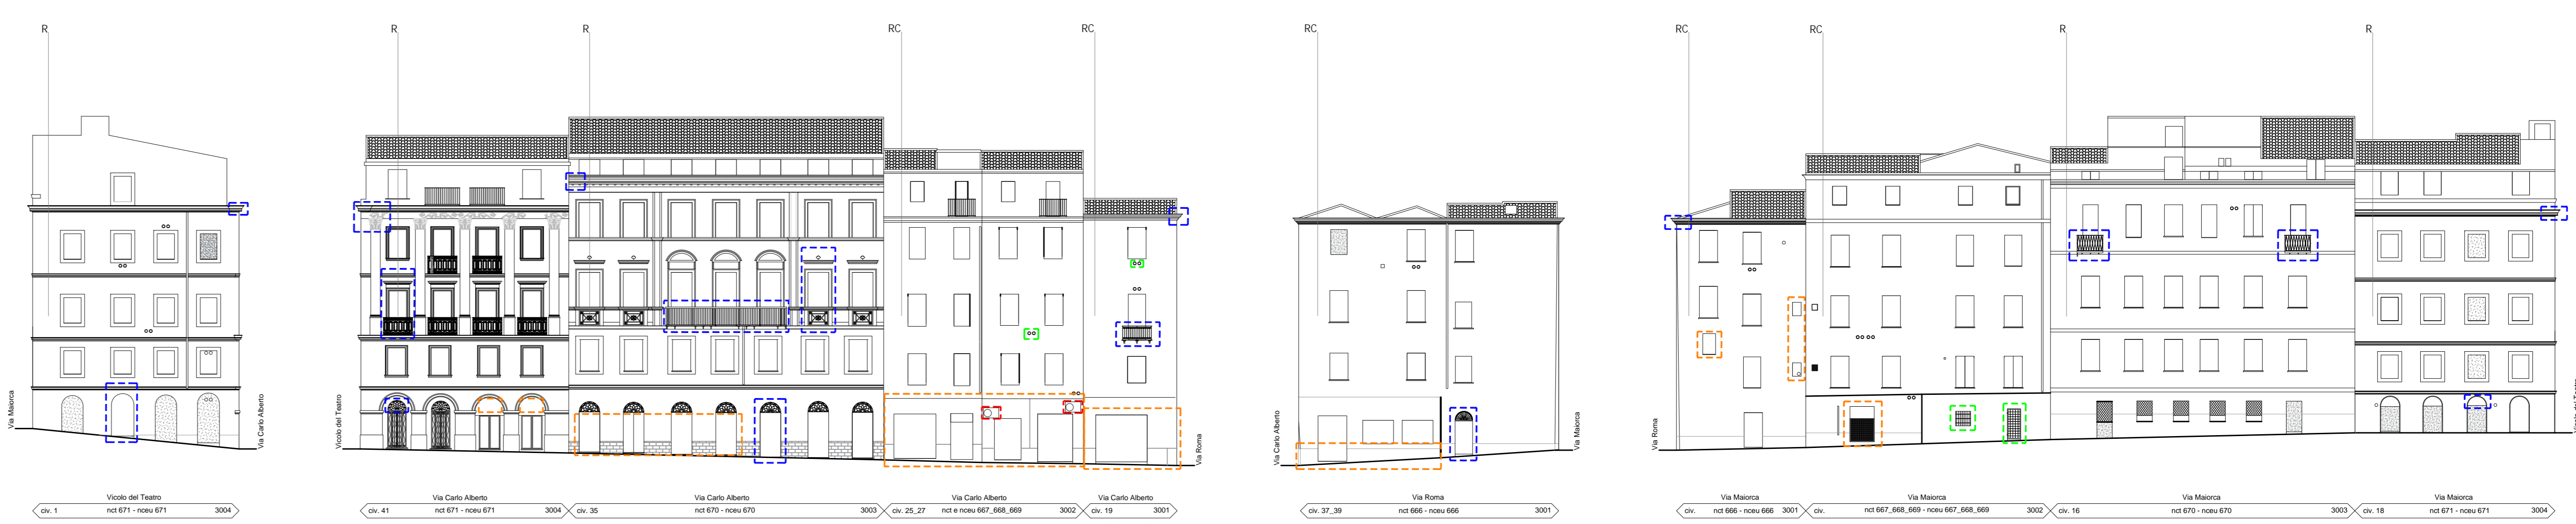 R
R
R
RC
RC
RC
RC
RC
R
R
Via Maiorca
Via Carlo Alberto
Vicolo del Teatro
Via Roma
Via Carlo Alberto
Via Maiorca
Via Roma
Vicolo del Teatro
Vicolo del Teatro
civ. 1 nct 671 - nceu 671 3004
Via Carlo Alberto
civ. 41 nct 671 - nceu 671 3004
Via Carlo Alberto
civ. 35 nct 670 - nceu 670 3003
Via Carlo Alberto
civ. 25_27 nct e nceu 667_668_669 3002
Via Carlo Alberto
civ. 19 3001
Via Roma
civ. 37_39 nct 666 - nceu 666 3001
Via Maiorca
civ. nct 666 - nceu 666 3001
Via Maiorca
civ. nct 667_668_669 - nceu 667_668_669 3002
Via Maiorca
civ. 16 nct 670 - nceu 670 3003
Via Maiorca
civ. 18 nct 671 - nceu 671 3004